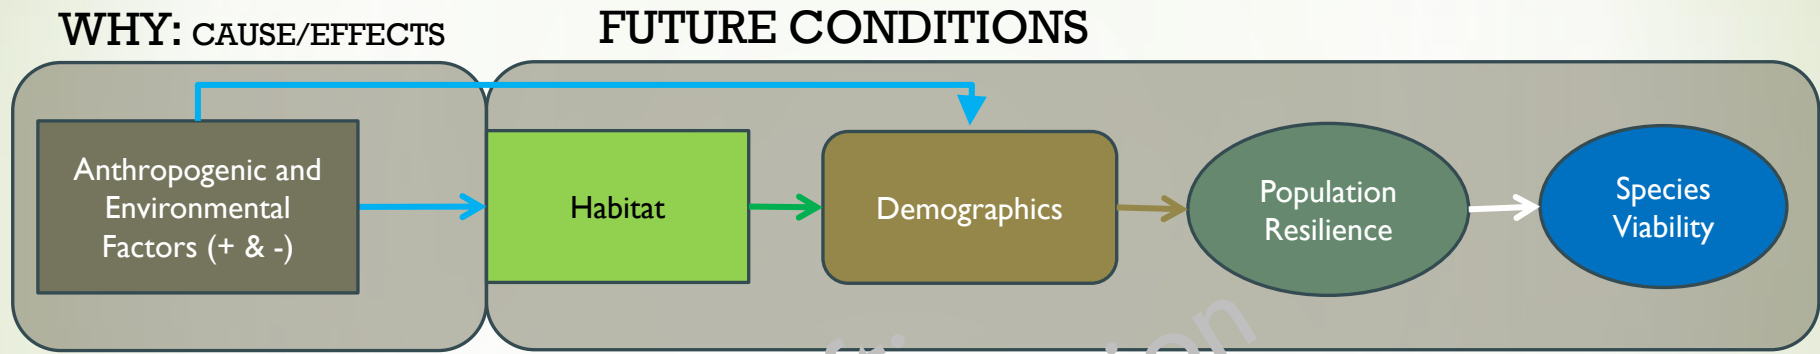 WHY: CAUSE/EFFECTS
FUTURE CONDITIONS
Anthropogenic and
Environmental
Factors (+ & -)
Habitat
Demographics
Population
Resilience
Species
Viability